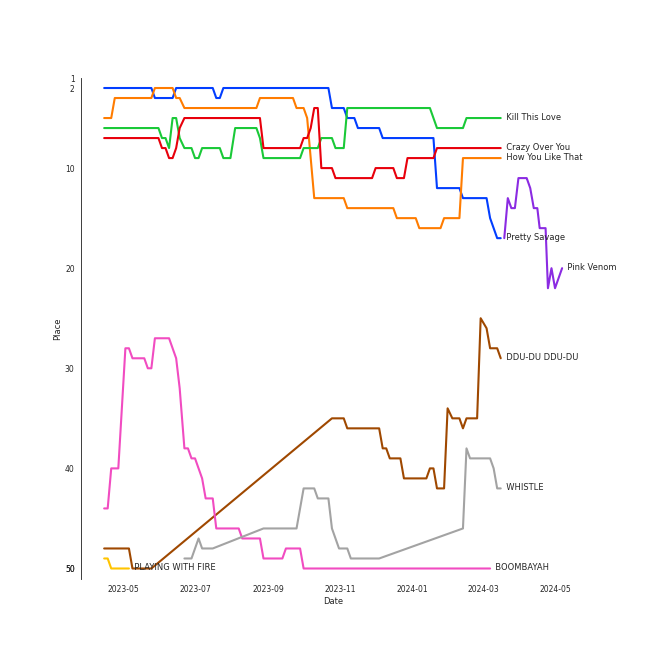 1
2
Kill This Love
Crazy Over You
How You Like That
10
Pretty Savage
20
Pink Venom
Place
DDU-DU DDU-DU
30
40
WHISTLE
50
PLAYING WITH FIRE
BOOMBAYAH
2023-05
2023-07
2023-09
2023-11
2024-01
2024-03
2024-05
Date